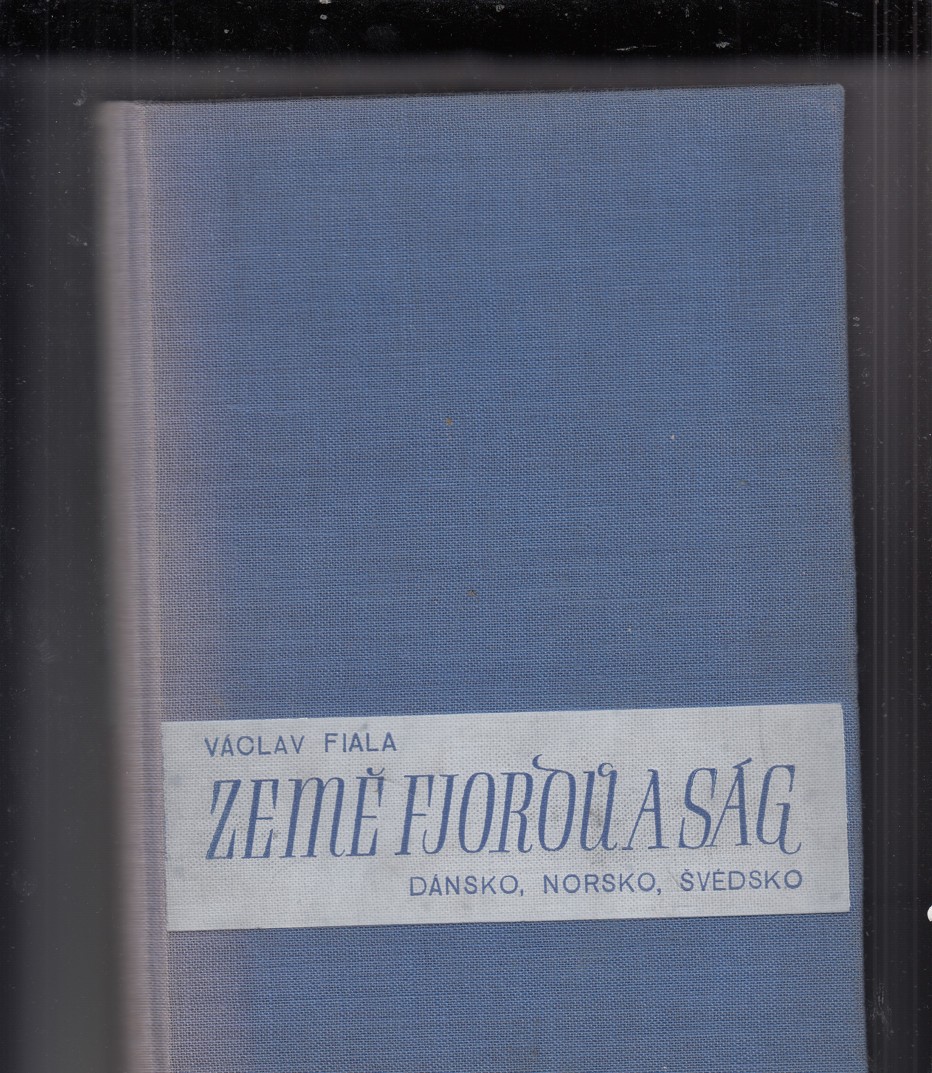 VÁCLAV FIALA
ZEMĚ FJORDŮ A SÁG
DÁNSKO, NORSKO, ŠVÉDSKO